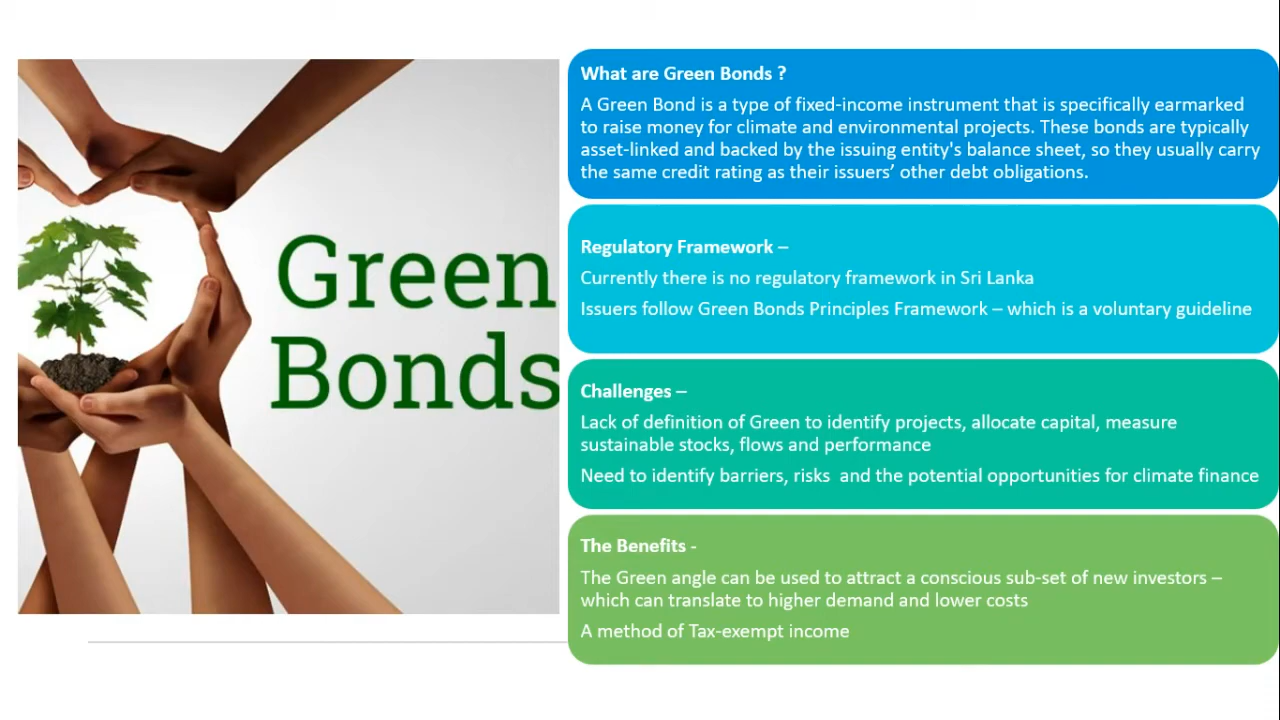 Green
Bonds
What are Green Bonds ?
A Green Bond is a type of fixed-income instrument that is specifically earmarked
to raise money for climate and environmental projects. These bonds are typically
asset-linked and backed by the issuing entity's balance sheet, so they usually carry
the same credit rating as their issuers’ other debt obligations.
Regulatory Framework –
Currently there is no regulatory framework in Sri Lanka
Issuers follow Green Bonds Principles Framework – which is a voluntary guideline
Challenges –
Lack of definition of Green to identify projects, allocate capital, measure
sustainable stocks, flows and performance
Need to identify barriers, risks  and the potential opportunities for climate finance
The Benefits -
The Green angle can be used to attract a conscious sub-set of new investors –
which can translate to higher demand and lower costs
A method of Tax-exempt income